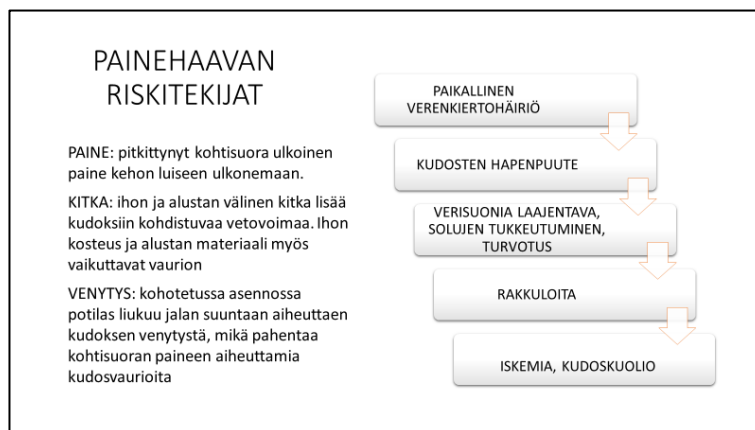 PAINEHAAVAN
RISKITEKIJAT
PAINE: pitkittynyt kohtisuora ulkoinen
paine kehon luiseen ulkonemaan.
KITKA: ihon ja alustan välinen kitka lisää
kudoksiin kohdistuvaa vetovoimaa. Ihon
kosteus ja alustan materiaali myös
vaikuttavat vaurion
VENYTYS: kohotetussa asennossa
potilas liukuu jalan suuntaan aiheuttaen
kudoksen venytystä, mikä pahentaa
kohtisuoran paineen aiheuttamia
kudosvaurioita
PAIKALLINEN
VERENKIERTOHÄIRIÖ
KUDOSTEN HAPENPUUTE
VERISUONIA LAAJENTAVA,
SOLUJEN TUKKEUTUMINEN,
TURVOTUS
RAKKULOITA
ISKEMIA, KUDOSKUOLIO